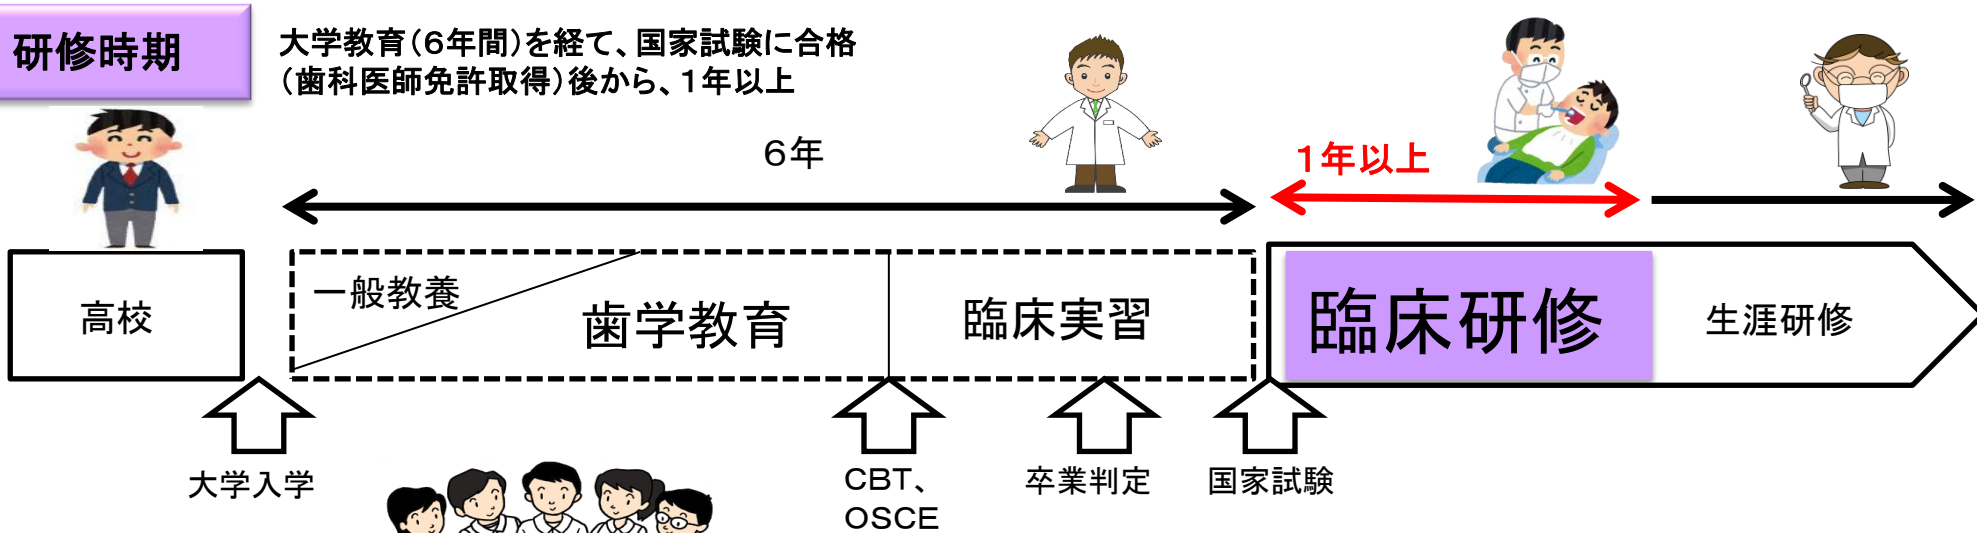 研修時期
大学教育(6年間)を経て、国家試験に合格
(歯科医師免許取得)後から、1年以上
6年
1年以上
高校
一般教養
歯学教育
臨床実習
臨床研修
生涯研修
大学入学
CBT、
OSCE
卒業判定
国家試験